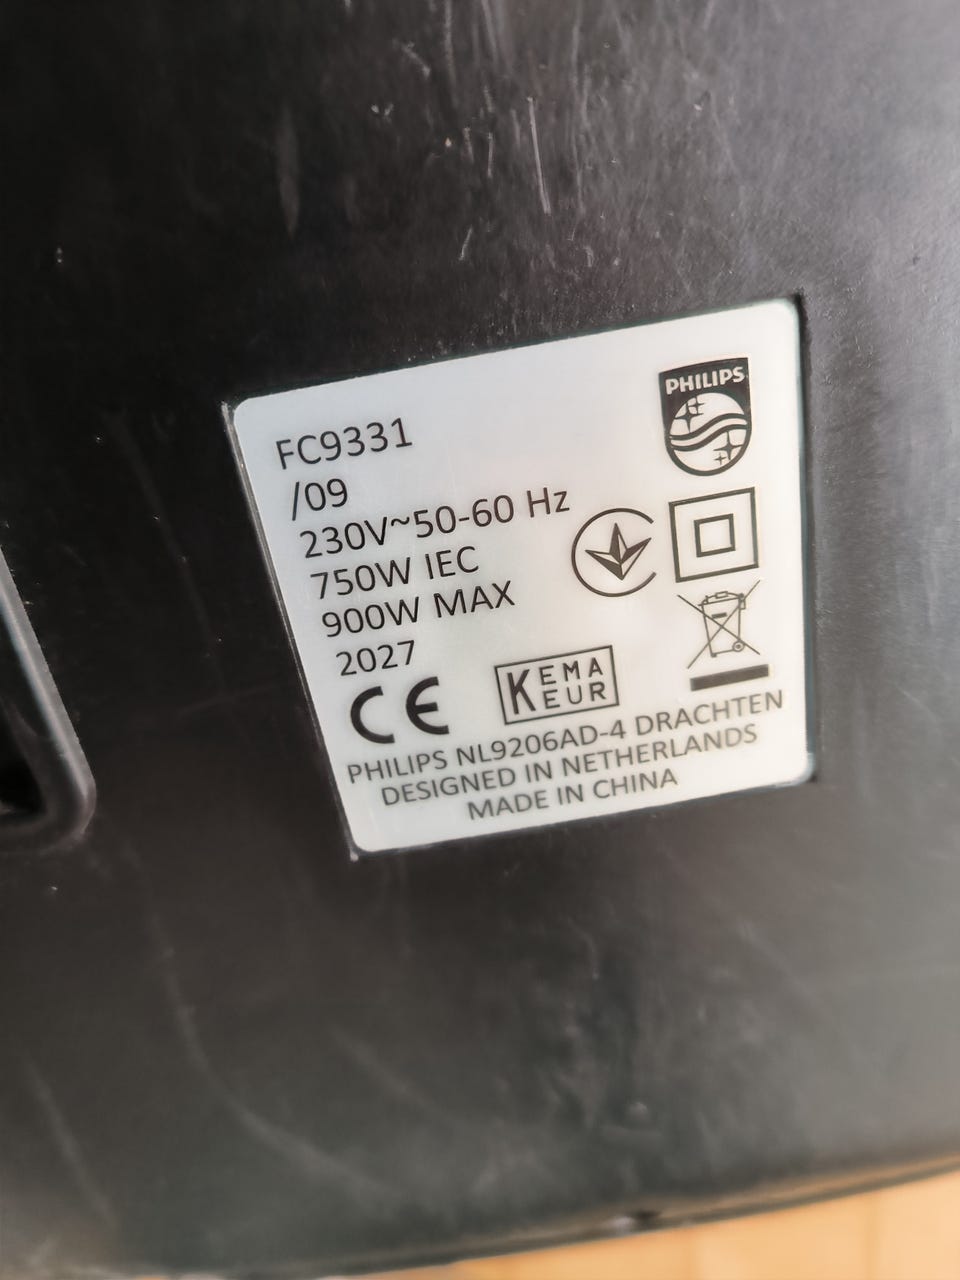 PHILIPS
FC9331
/09
230V~50-60 Hz
750W IEC
900W MAX
2027
CE
KEMA
EUR
PHILIPS NL9206AD-4 DRACHTEN
DESIGNED IN NETHERLANDS
MADE IN CHINA